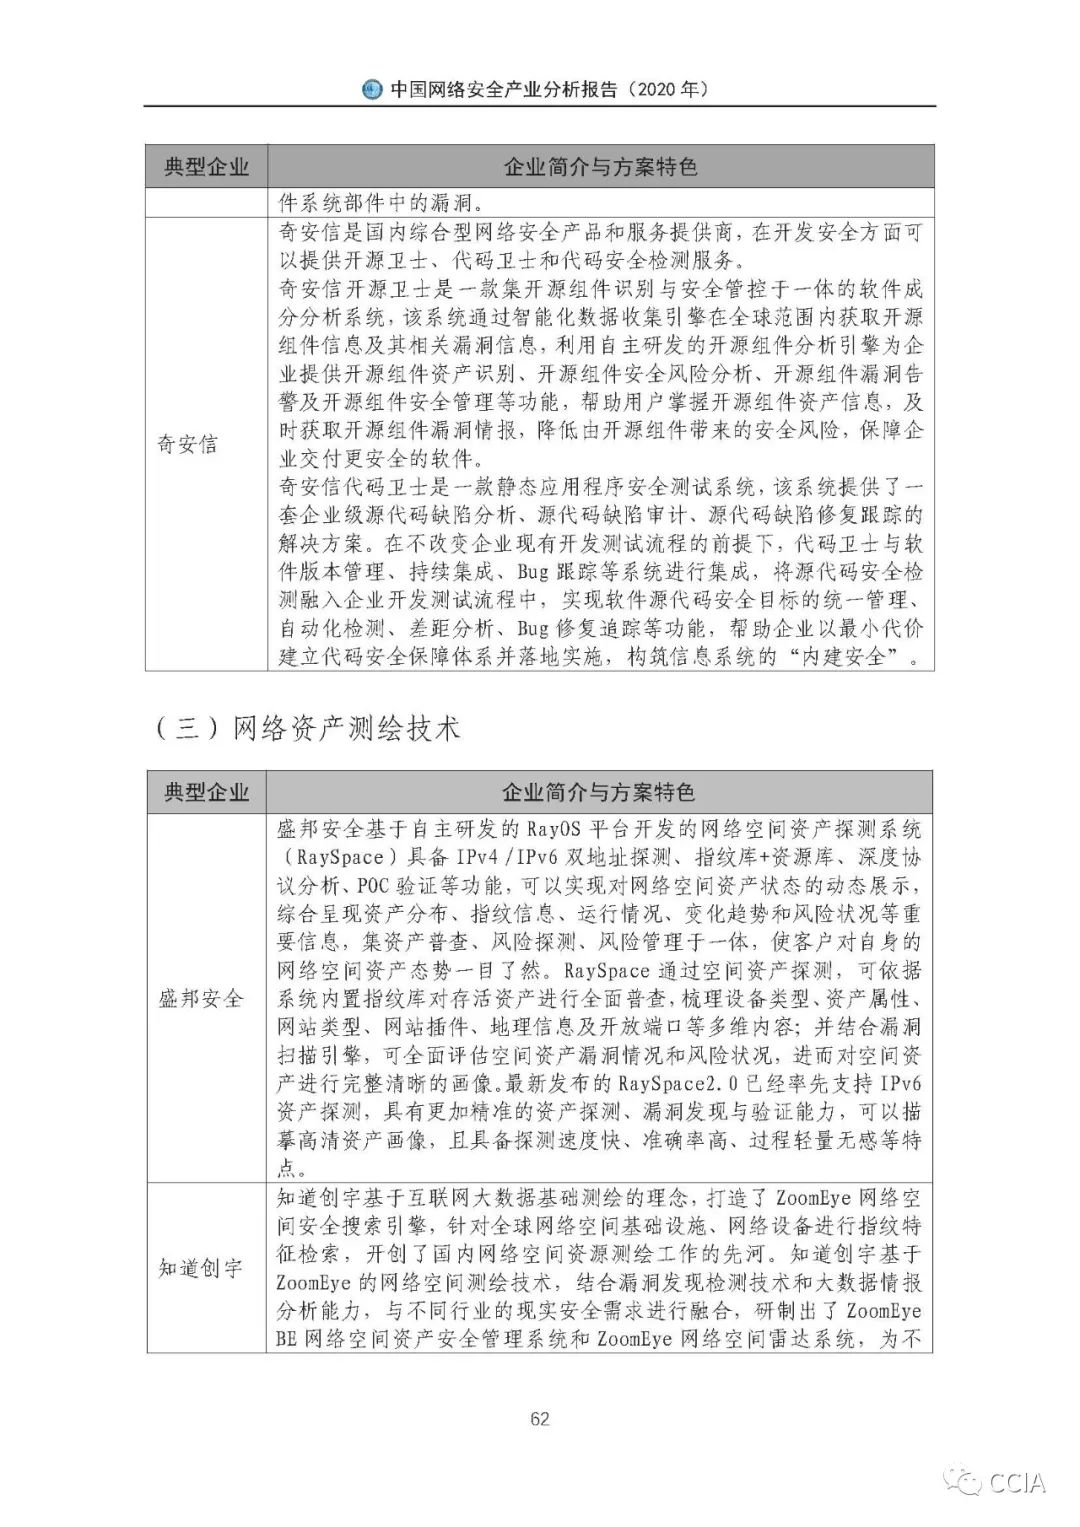 中国网络安全产业分析报告（2020 年）
典型企业 企业简介与方案特色
件系统部件中的漏洞。
奇安信
奇安信是国内综合型网络安全产品和服务提供商，在开发安全方面可
以提供开源卫士、代码卫士和代码安全检测服务。
奇安信开源卫士是一款集开源组件识别与安全管控于一体的软件成
分分析系统，该系统通过智能化数据收集引擎在全球范围内获取开源
组件信息及其相关漏洞信息，利用自主研发的开源组件分析引擎为企
业提供开源组件资产识别、开源组件安全风险分析、开源组件漏洞告
警及开源组件安全管理等功能，帮助用户掌握开源组件资产信息，及
时获取开源组件漏洞情报，降低由开源组件带来的安全风险，保障企
业交付更安全的软件。
奇安信代码卫士是一款静态应用程序安全测试系统，该系统提供了一
套企业级源代码缺陷分析、源代码缺陷审计、源代码缺陷修复跟踪的
解决方案。在不改变企业现有开发测试流程的前提下，代码卫士与软
件版本管理、持续集成、Bug 跟踪等系统进行集成，将源代码安全检
测融入企业开发测试流程中，实现软件源代码安全目标的统一管理、
自动化检测、差距分析、Bug 修复追踪等功能，帮助企业以最小代价
建立代码安全保障体系并落地实施，构筑信息系统的“内建安全”。
（三）网络资产测绘技术
典型企业 企业简介与方案特色
盛邦安全
盛邦安全基于自主研发的 RayOS 平台开发的网络空间资产探测系统
（RaySpace）具备 IPv4 /IPv6 双地址探测、指纹库+资源库、深度协
议分析、POC 验证等功能，可以实现对网络空间资产状态的动态展示，
综合呈现资产分布、指纹信息、运行情况、变化趋势和风险状况等重
要信息，集资产普查、风险探测、风险管理于一体，使客户对自身的
网络空间资产态势一目了然。RaySpace 通过空间资产探测，可依据
系统内置指纹库对存活资产进行全面普查，梳理设备类型、资产属性、
网站类型、网站插件、地理信息及开放端口等多维内容；并结合漏洞
扫描引擎，可全面评估空间资产漏洞情况和风险状况，进而对空间资
产进行完整清晰的画像。最新发布的 RaySpace2.0 已经率先支持 IPv6
资产探测，具有更加精准的资产探测、漏洞发现与验证能力，可以描
摹高清资产画像，且具备探测速度快、准确率高、过程轻量无感等特
点。
知道创宇
知道创宇基于互联网大数据基础测绘的理念，打造了 ZoomEye 网络空
间安全搜索引擎，针对全球网络空间基础设施、网络设备进行指纹特
征检索，开创了国内网络空间资源测绘工作的先河。知道创宇基于
ZoomEye 的网络空间测绘技术，结合漏洞发现检测技术和大数据情报
分析能力，与不同行业的现实安全需求进行融合，研制出了 ZoomEye
BE 网络空间资产安全管理系统和 ZoomEye 网络空间雷达系统，为不
62
CCIA